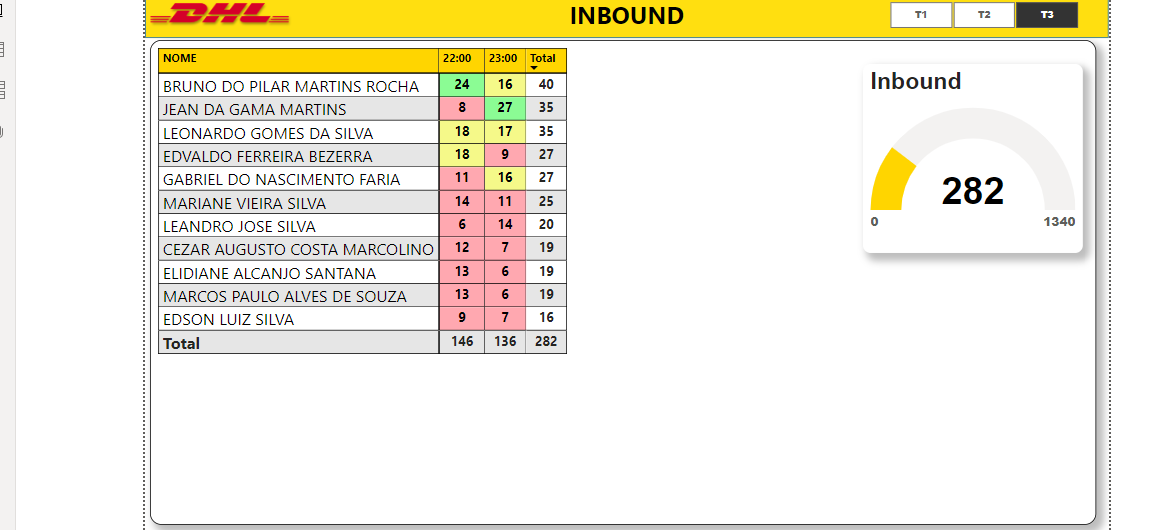 DHL
INBOUND
T1 T2 T3
NOME 22:00 23:00 Total
BRUNO DO PILAR MARTINS ROCHA 24 16 40
JEAN DA GAMA MARTINS 8 27 35
LEONARDO GOMES DA SILVA 18 17 35
EDVALDO FERREIRA BEZERRA 18 9 27
GABRIEL DO NASCIMENTO FARIA 11 16 27
MARIANE VIEIRA SILVA 14 11 25
LEANDRO JOSE SILVA 6 14 20
CEZAR AUGUSTO COSTA MARCOLINO 12 7 19
ELIDIANE ALCANJO SANTANA 13 6 19
MARCOS PAULO ALVES DE SOUZA 13 6 19
EDSON LUIZ SILVA 9 7 16
Total 146 136 282
Inbound
282
0 1340